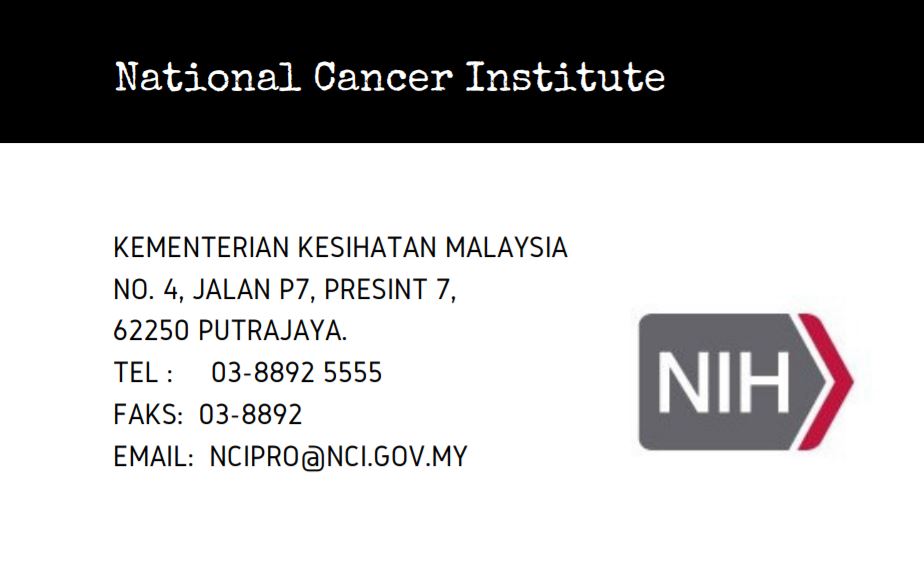 National Cancer Institute
KEMENTERIAN KESIHATAN MALAYSIA
NO. 4, JALAN P7, PRESINT 7,
62250 PUTRAJAYA.
TEL :     03-8892 5555
FAKS:  03-8892
EMAIL:  NCIPRO@NCI.GOV.MY
NIH